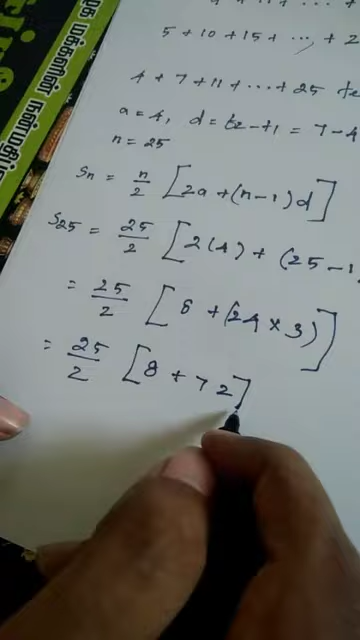 5 + 10 + 15 + ..., + 2
4 + 7 + 11 + ... + 25 te
a = 4, d = t2 - t1 = 7 - 4
n = 25
Sn = n/2 [2a + (n-1)d]
S25 = 25/2 [2(4) + (25-1
= 25/2 [8 + (24 × 3)]
= 25/2 [8 + 72]